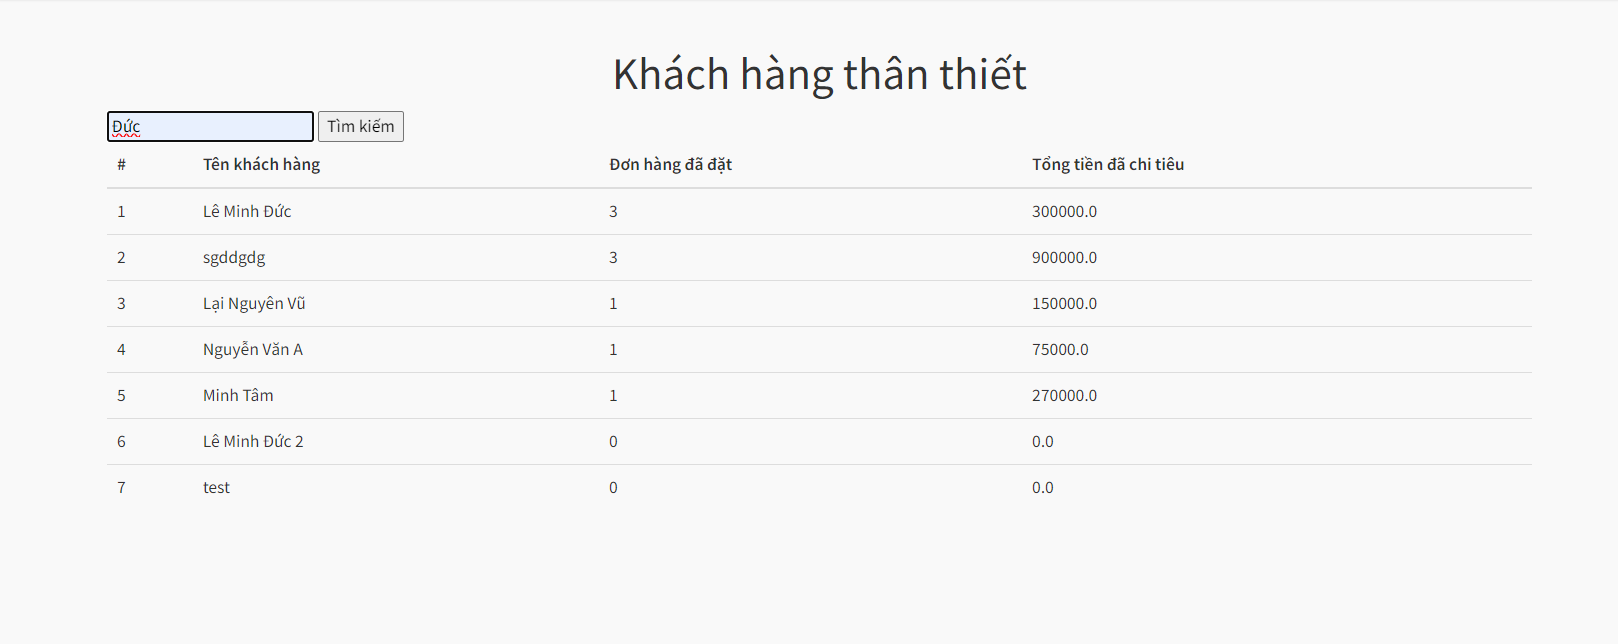 Khách hàng thân thiết
Đức Tìm kiếm
# Tên khách hàng Đơn hàng đã đặt Tổng tiền đã chi tiêu
1 Lê Minh Đức 3 300000.0
2 sgddgdg 3 900000.0
3 Lại Nguyên Vũ 1 150000.0
4 Nguyễn Văn A 1 75000.0
5 Minh Tâm 1 270000.0
6 Lê Minh Đức 2 0 0.0
7 test 0 0.0